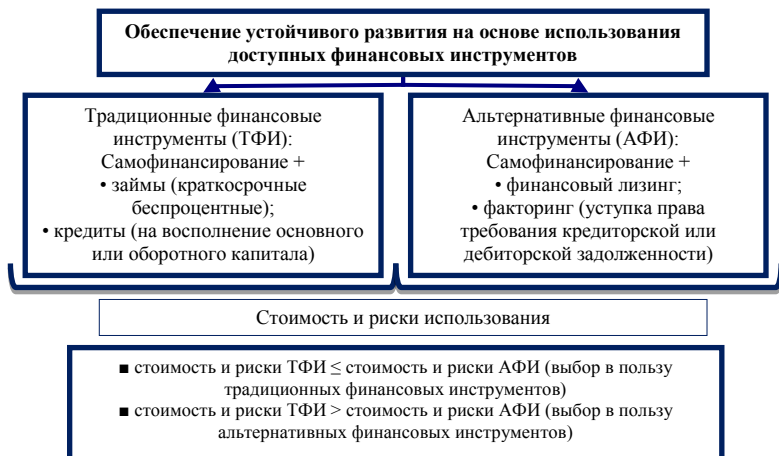 Обеспечение устойчивого развития на основе использования
доступных финансовых инструментов
Традиционные финансовые
инструменты (ТФИ):
Самофинансирование +
• займы (краткосрочные
беспроцентные);
• кредиты (на восполнение основного
или оборотного капитала)
Альтернативные финансовые
инструменты (АФИ):
Самофинансирование +
• финансовый лизинг;
• факторинг (уступка права
требования кредиторской или
дебиторской задолженности)
Стоимость и риски использования
■ стоимость и риски ТФИ ≤ стоимость и риски АФИ (выбор в пользу
традиционных финансовых инструментов)
■ стоимость и риски ТФИ > стоимость и риски АФИ (выбор в пользу
альтернативных финансовых инструментов)